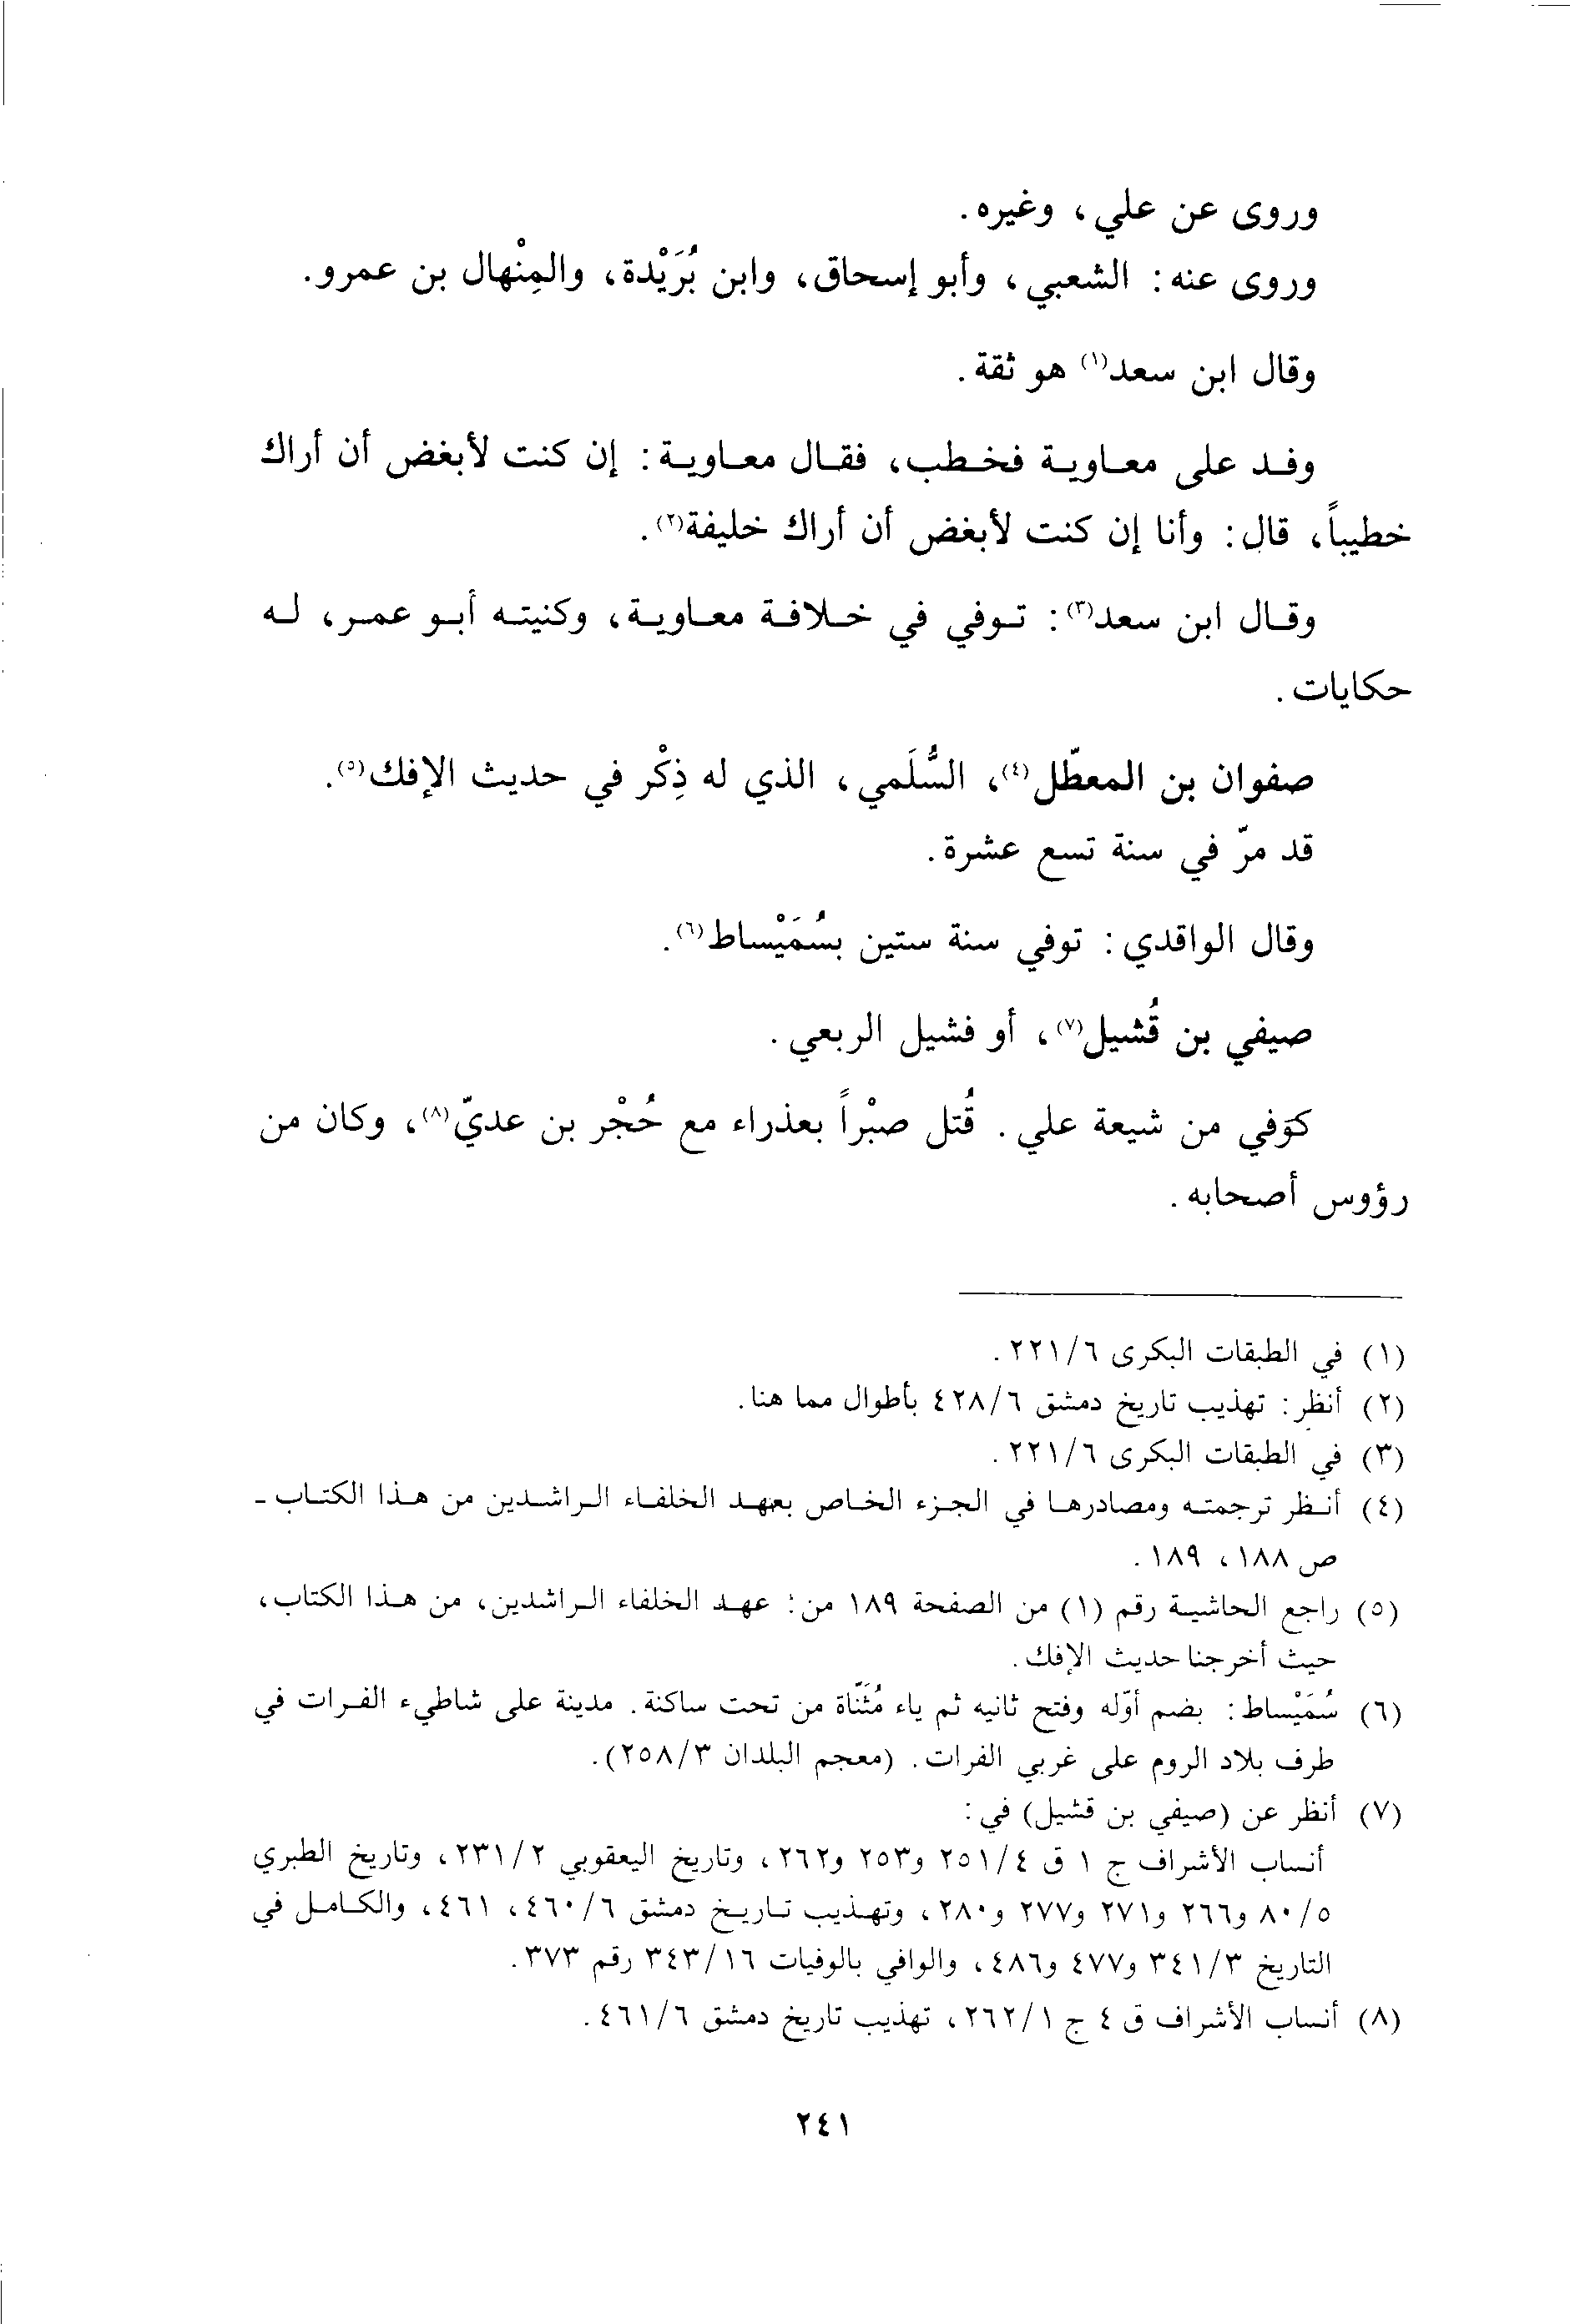 وروى عن علي، وغيره.
وروى عنه: الشعبي، وأبو إسحاق، وابن بُرَيْدة، والمِنْهال بن عمرو.
وقال ابن سعد(١) هو ثقة.
وفد على معاوية فخطب، فقال معاوية: إن كنت لأبغض أن أراك
خطيباً، قال: وأنا إن كنت لأبغض أن أراك خليفة(٢).
وقال ابن سعد(٣): توفي في خلافة معاوية، وكنيته أبو عمر، له
حكايات.
صفوان بن المعطّل(٤)، السُّلَمي، الذي له ذِكْر في حديث الإفك(٥).
قد مرّ في سنة تسع عشرة.
وقال الواقدي: توفي سنة ستين بسُمَيْساط(٦).
صيفي بن قُشيل(٧)، أو فشيل الربعي.
كوَفي من شيعة علي. قُتل صبْراً بعذراء مع حُجْر بن عديّ(٨)، وكان من
رؤوس أصحابه.
(١) في الطبقات البكرى ٢٢١/٦.
(٢) أنظر: تهذيب تاريخ دمشق ٤٢٨/٦ بأطوال مما هنا.
(٣) في الطبقات البكرى ٢٢١/٦.
(٤) أنظر ترجمته ومصادرها في الجزء الخاص بعهد الخلفاء الراشدين من هذا الكتاب ـ
ص ١٨٨، ١٨٩.
(٥) راجع الحاشية رقم (١) من الصفحة ١٨٩ من: عهد الخلفاء الراشدين، من هذا الكتاب،
حيث أخرجنا حديث الإفك.
(٦) سُمَيْساط: بضم أوّله وفتح ثانيه ثم ياء مُثَنّاة من تحت ساكنة. مدينة على شاطيء الفرات في
طرف بلاد الروم على غربي الفرات. (معجم البلدان ٢٥٨/٣).
(٧) أنظر عن (صيفي بن قشيل) في:
أنساب الأشراف ج ١ ق ٢٥١/٤ و٢٥٣ و٢٦٢، وتاريخ اليعقوبي ٢٣١/٢، وتاريخ الطبري
٨٠/٥ و٢٦٦ و٢٧١ و٢٧٧ و٢٨٠، وتهذيب تاريخ دمشق ٤٦٠/٦، ٤٦١، والكامل في
التاريخ ٣٤١/٣ و٤٧٧ و٤٨٦، والوافي بالوفيات ٣٤٣/١٦ رقم ٣٧٣.
(٨) أنساب الأشراف ق ٤ ج ٢٦٢/١، تهذيب تاريخ دمشق ٤٦١/٦.
٢٤١